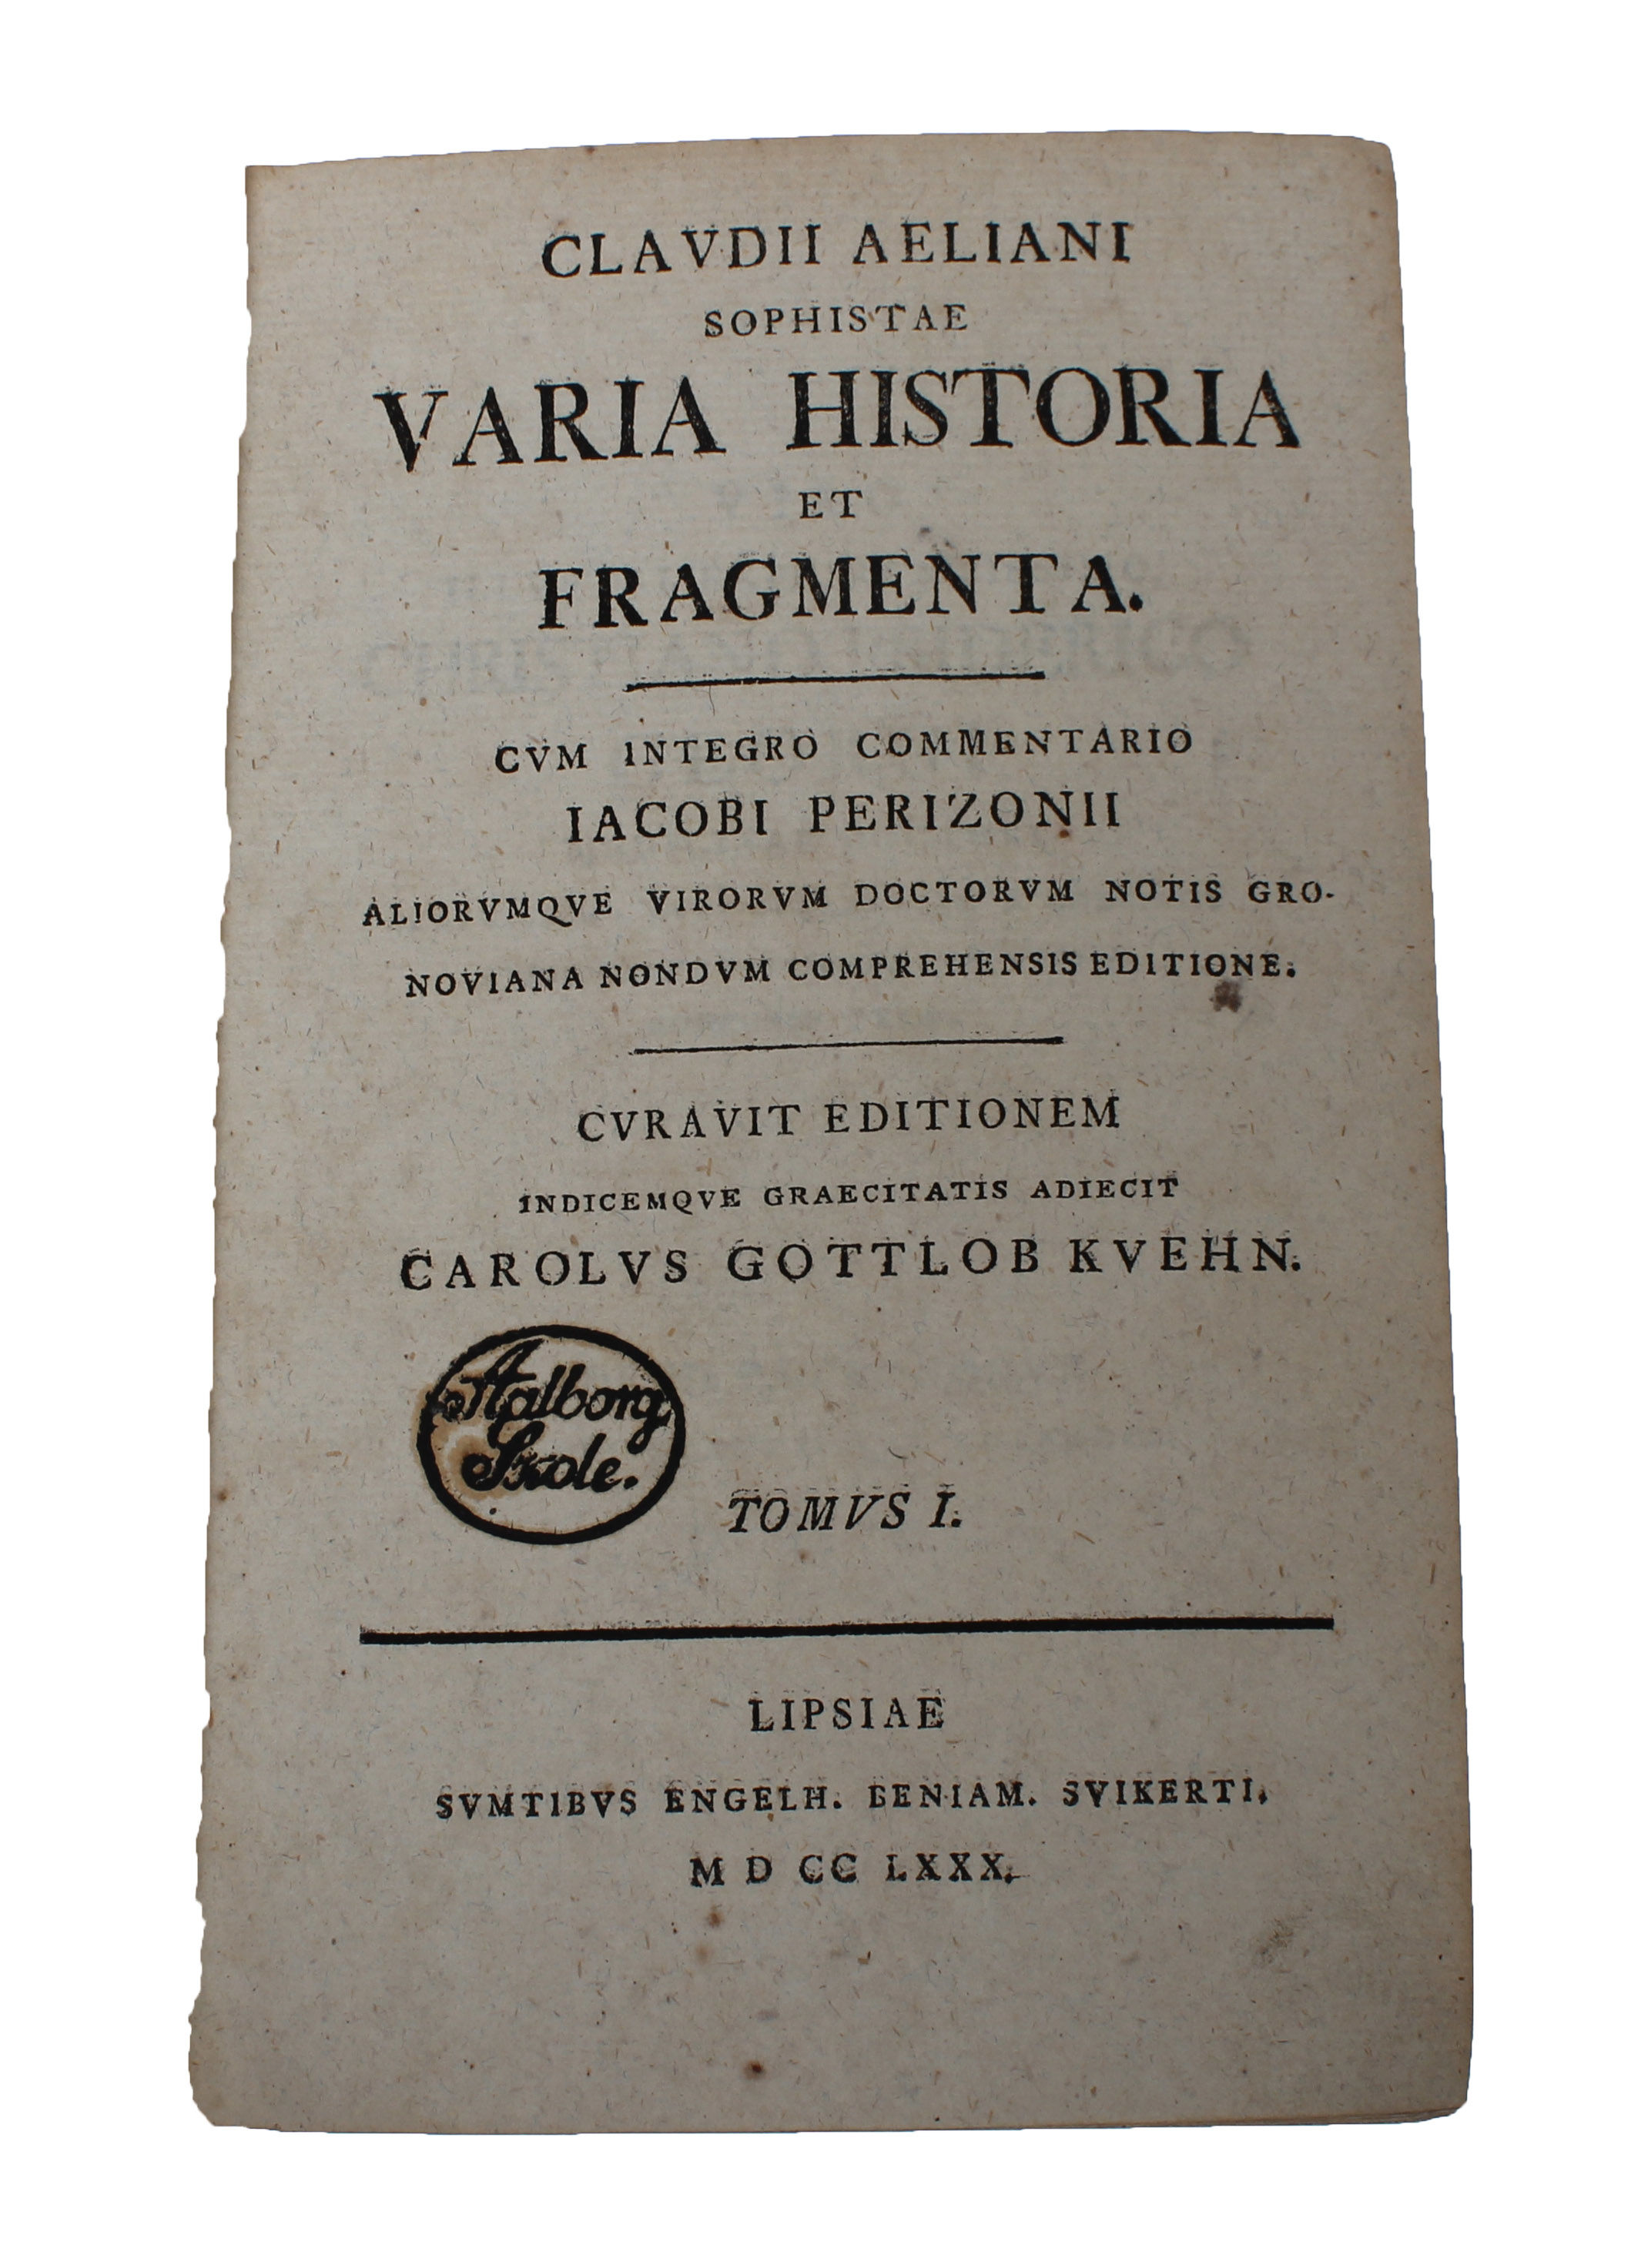 CLAVDII AELIANI
SOPHISTAE
VARIA HISTORIA
ET
FRAGMENTA.
CVM INTEGRO COMMENTARIO
IACOBI PERIZONII
ALIORVMQVE VIRORVM DOCTORVM NOTIS GRO-
NOVIANA NONDVM COMPREHENSIS EDITIONE.
CVRAVIT EDITIONEM
INDICEMQVE GRAECITATIS ADIECIT
CAROLVS GOTTLOB KVEHN.
Aalborg
Skole.
TOMVS I.
LIPSIAE
SVMTIBVS ENGELH. BENIAM. SVIKERTI.
M D CC LXXX.